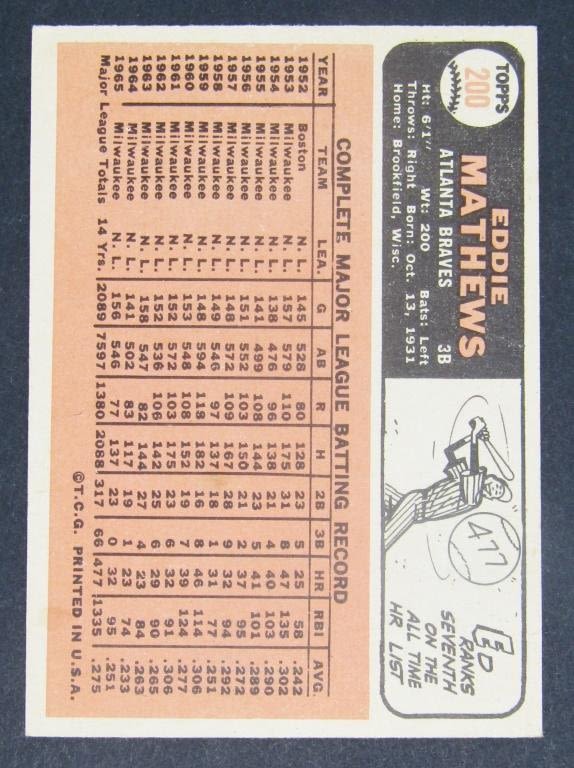 TOPPS
200
EDDIE
MATHEWS
ATLANTA BRAVES 3B
Ht: 6'1" Wt: 200 Bats: Left
Throws: Right Born: Oct. 13, 1931
Home: Brookfield, Wisc.
477
ED
RANKS
SEVENTH
ON THE
ALL TIME
HR LIST
COMPLETE MAJOR LEAGUE BATTING RECORD
YEAR TEAM LEA. G AB R H 2B 3B HR RBI AVG.
1952 Boston N. L. 145 528 80 128 23 5 25 58 .242
1953 Milwaukee N. L. 157 579 110 175 31 8 47 135 .302
1954 Milwaukee N. L. 138 476 96 138 21 4 40 103 .290
1955 Milwaukee N. L. 141 499 108 144 23 5 41 101 .289
1956 Milwaukee N. L. 151 552 103 150 21 2 37 95 .272
1957 Milwaukee N. L. 148 572 109 167 28 9 32 94 .292
1958 Milwaukee N. L. 149 546 97 137 18 1 31 77 .251
1959 Milwaukee N. L. 148 594 118 182 16 8 46 114 .306
1960 Milwaukee N. L. 153 548 108 152 19 7 39 124 .277
1961 Milwaukee N. L. 152 572 103 175 23 6 32 91 .306
1962 Milwaukee N. L. 152 536 106 142 25 6 29 90 .265
1963 Milwaukee N. L. 158 547 82 144 27 4 23 84 .263
1964 Milwaukee N. L. 141 502 83 117 19 1 23 74 .233
1965 Milwaukee N. L. 156 546 77 137 23 0 32 95 .251
Major League Totals 14 Yrs. 2089 7597 1380 2088 317 66 477 1335 .275
© T.C.G. PRINTED IN U.S.A.